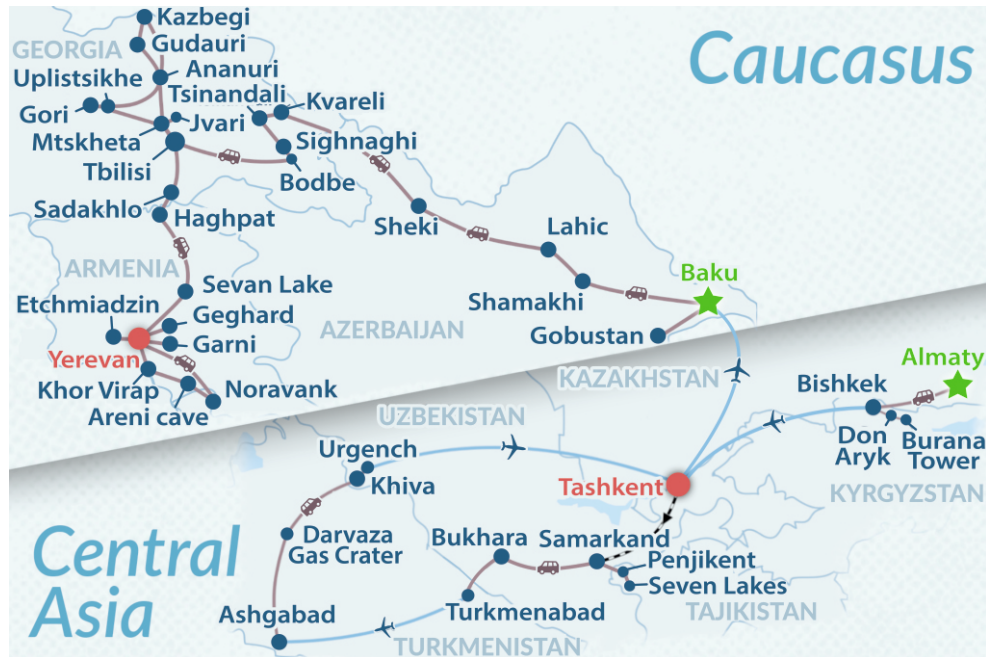 Kazbegi
GEORGIA
Gudauri
Caucasus
Uplistsikhe
Ananuri
Tsinandali
Kvareli
Gori
Jvari
Mtskheta
Sighnaghi
Tbilisi
Bodbe
Sadakhlo
Haghpat
Sheki
Lahic
ARMENIA
Baku
Sevan Lake
Shamakhi
Etchmiadzin
Geghard
AZERBAIJAN
Gobustan
Garni
Yerevan
Almaty
KAZAKHSTAN
Khor Virap
Noravank
Bishkek
Areni cave
UZBEKISTAN
Don
Aryk
Burana
Tower
Urgench
Khiva
Tashkent
KYRGYZSTAN
Central
Asia
Darvaza
Gas Crater
Bukhara
Samarkand
Penjikent
Seven Lakes
Ashgabad
Turkmenabad
TAJIKISTAN
TURKMENISTAN